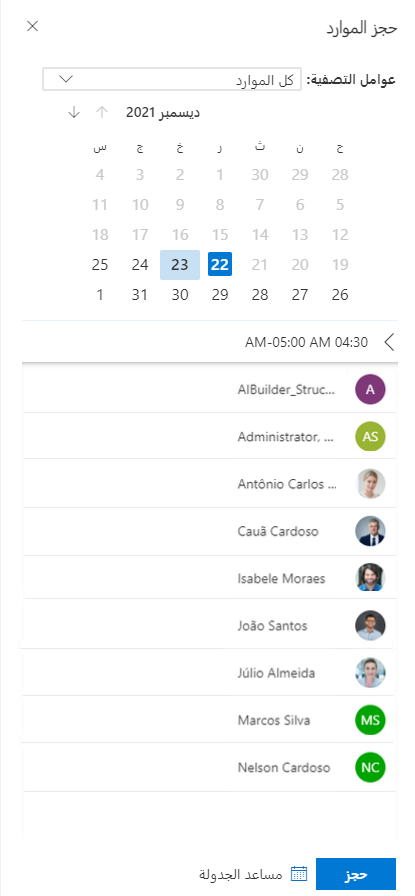 حجز الموارد
عوامل التصفية: كل الموارد
ديسمبر 2021
ح ن ث ر خ ج س
28 29 30 1 2 3 4
5 6 7 8 9 10 11
12 13 14 15 16 17 18
19 20 21 22 23 24 25
26 27 28 29 30 31 1
AM-05:00 AM 04:30
A AIBuilder_Struc...
AS Administrator, ...
Antônio Carlos ...
Cauã Cardoso
Isabele Moraes
João Santos
Júlio Almeida
MS Marcos Silva
NC Nelson Cardoso
حجز مساعد الجدولة